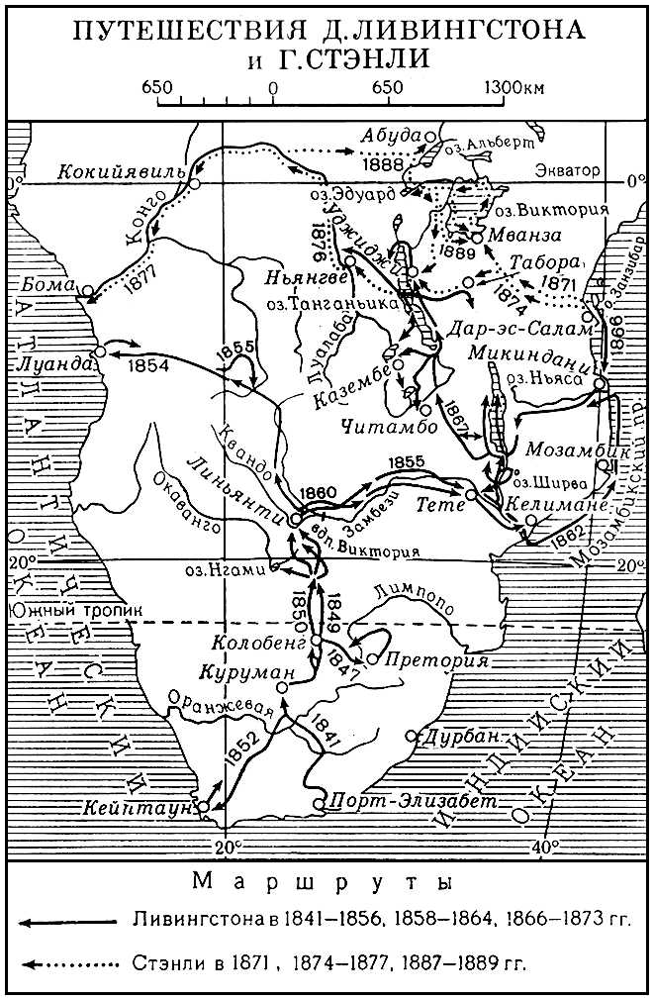 ПУТЕШЕСТВИЯ Д.ЛИВИНГСТОНА
И Г.СТЭНЛИ
650 0 650 1300км
Абуда
оз.Альберт
1888
Кокийявиль
Экватор
0° 0°
оз.Эдуард
Конго
Уджиджи
оз.Виктория
1876
1889
Мванза
1877
Ньянгве
Табора
1871
Бома
1874
о.Занзибар
оз.Танганьика
Дар-эс-Салам
1866
Луалаба
Луанда
1854
1855
Микиндани
Казембе
оз.Ньяса
Читамбо
1867
Квандо
Мозамбик
Окаванго
Линьянти
1860
1855
оз.Ширва
Замбези
Тете
Келимане
вдп.Виктория
1862
Мозамбикский пр.
оз.Нгами
20° 20°
Южный тропик
1850
1849
Лимпопо
Колобенг
1847
Претория
Куруман
Оранжевая
1852
1841
Дурбан
Кейптаун
Порт-Элизабет
АТЛАНТИЧЕСКИЙ
ОКЕАН
ИНДИЙСКИЙ
ОКЕАН
20° 40°
Маршруты
Ливингстона в 1841–1856, 1858–1864, 1866–1873 гг.
Стэнли в 1871, 1874–1877, 1887–1889 гг.